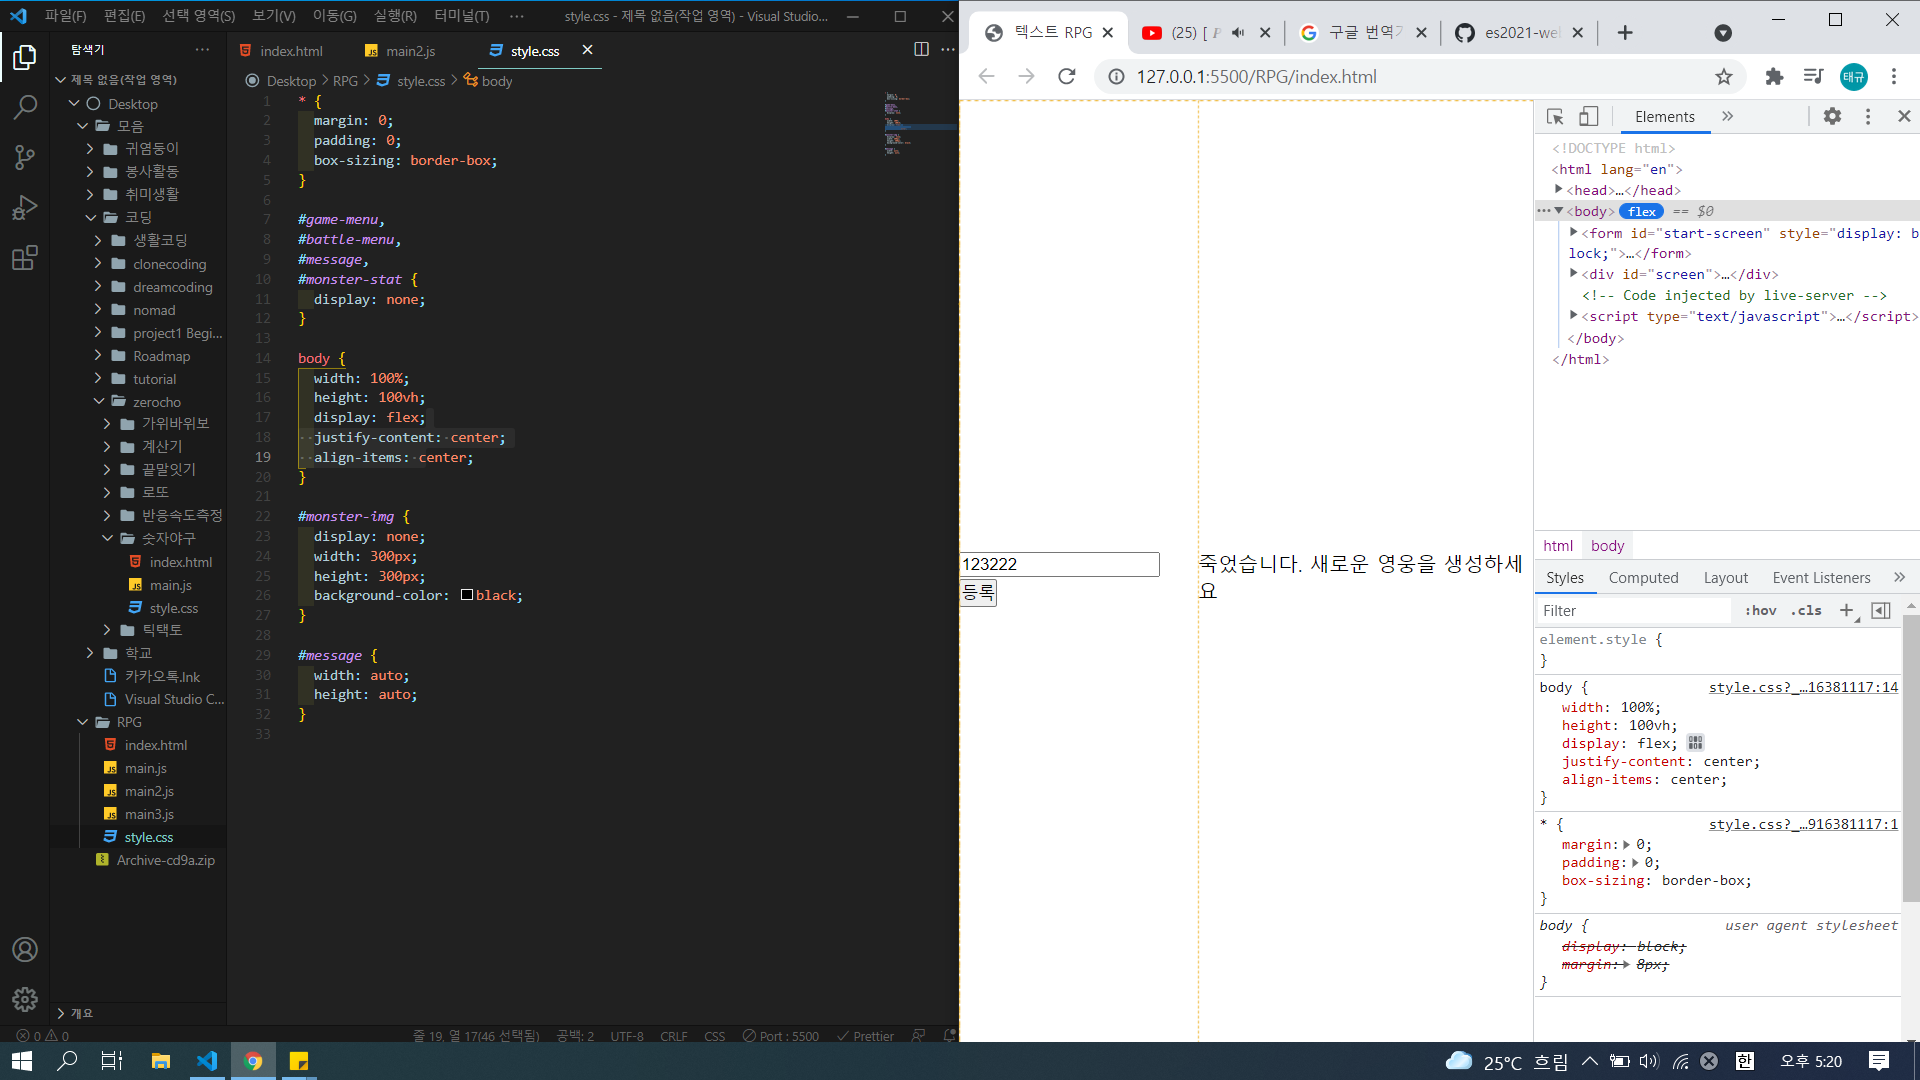 파일(F) 편집(E) 선택 영역(S) 보기(V) 이동(G) 실행(R) 터미널(T) ··· style.css - 제목 없음(작업 영역) - Visual Studio...
탐색기 ···
제목 없음(작업 영역)
Desktop
모음
귀염둥이
봉사활동
취미생활
코딩
생활코딩
clonecoding
dreamcoding
nomad
project1 Begi...
Roadmap
tutorial
zerocho
가위바위보
계산기
끝말잇기
로또
반응속도측정
숫자야구
index.html
main.js
style.css
틱택토
학교
카카오톡.lnk
Visual Studio C...
RPG
index.html
main.js
main2.js
main3.js
style.css
Archive-cd9a.zip
개요
index.html main2.js style.css
Desktop > RPG > style.css > body
1 * {
2 margin: 0;
3 padding: 0;
4 box-sizing: border-box;
5 }
6
7 #game-menu,
8 #battle-menu,
9 #message,
10 #monster-stat {
11 display: none;
12 }
13
14 body {
15 width: 100%;
16 height: 100vh;
17 display: flex;
18 justify-content: center;
19 align-items: center;
20 }
21
22 #monster-img {
23 display: none;
24 width: 300px;
25 height: 300px;
26 background-color: black;
27 }
28
29 #message {
30 width: auto;
31 height: auto;
32 }
33
0 0 줄 19, 열 17(46 선택됨) 공백: 2 UTF-8 CRLF CSS Port : 5500 Prettier
텍스트 RPG (25) [ 구글 번역 es2021-we
127.0.0.1:5500/RPG/index.html 태규
123222
등록
죽었습니다. 새로운 영웅을 생성하세
요
Elements
<!DOCTYPE html>
<html lang="en">
<head>…</head>
<body> flex == $0
<form id="start-screen" style="display: b
lock;">…</form>
<div id="screen">…</div>
<!-- Code injected by live-server -->
<script type="text/javascript">…</script>
</body>
</html>
html body
Styles Computed Layout Event Listeners
Filter :hov .cls
element.style {
}
body { style.css?_…16381117:14
width: 100%;
height: 100vh;
display: flex;
justify-content: center;
align-items: center;
}
* { style.css?_…916381117:1
margin: 0;
padding: 0;
box-sizing: border-box;
}
body { user agent stylesheet
display: block;
margin: 8px;
}
25°C 흐림 한 오후 5:20